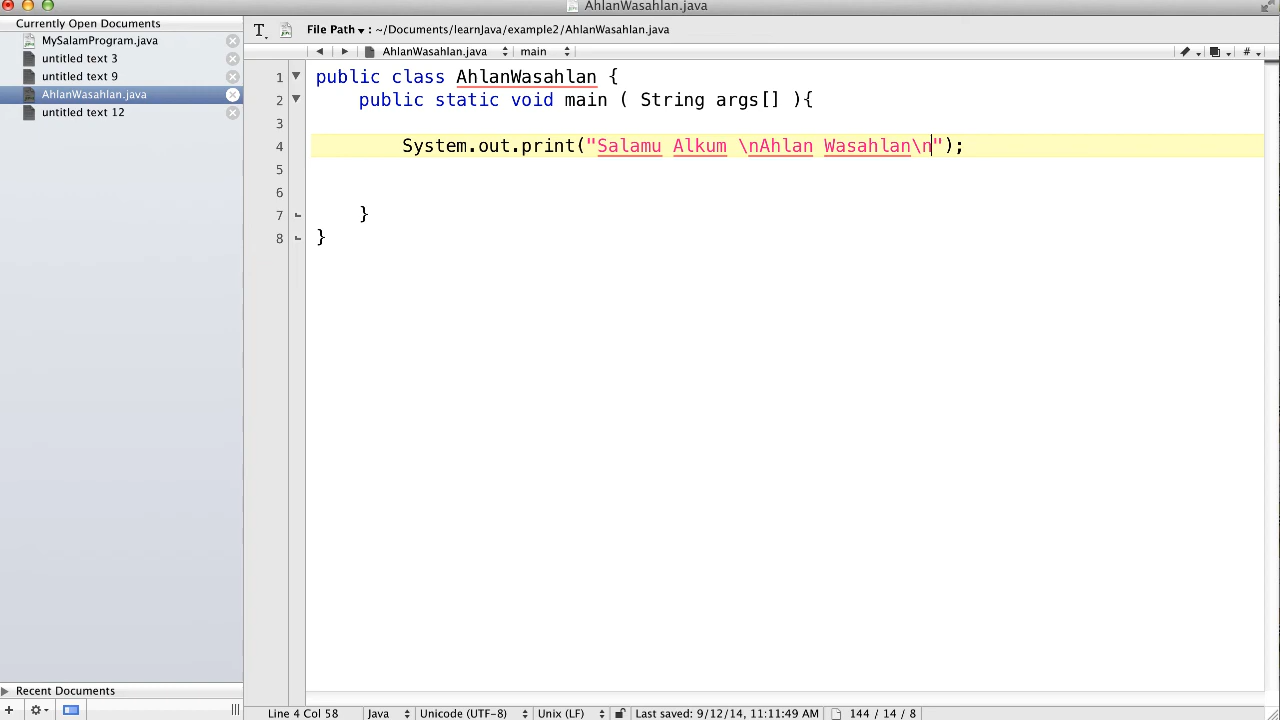 AhlanWasahlan.java
Currently Open Documents
MySalamProgram.java
untitled text 3
untitled text 9
AhlanWasahlan.java
untitled text 12
File Path : ~/Documents/learnJava/example2/AhlanWasahlan.java
AhlanWasahlan.java main #
1 public class AhlanWasahlan {
2 public static void main ( String args[] ){
3
4 System.out.print("Salamu Alkum \nAhlan Wasahlan\n");
5
6
7 }
8 }
Recent Documents
Line 4 Col 58 Java Unicode (UTF-8) Unix (LF) Last saved: 9/12/14, 11:11:49 AM 144 / 14 / 8